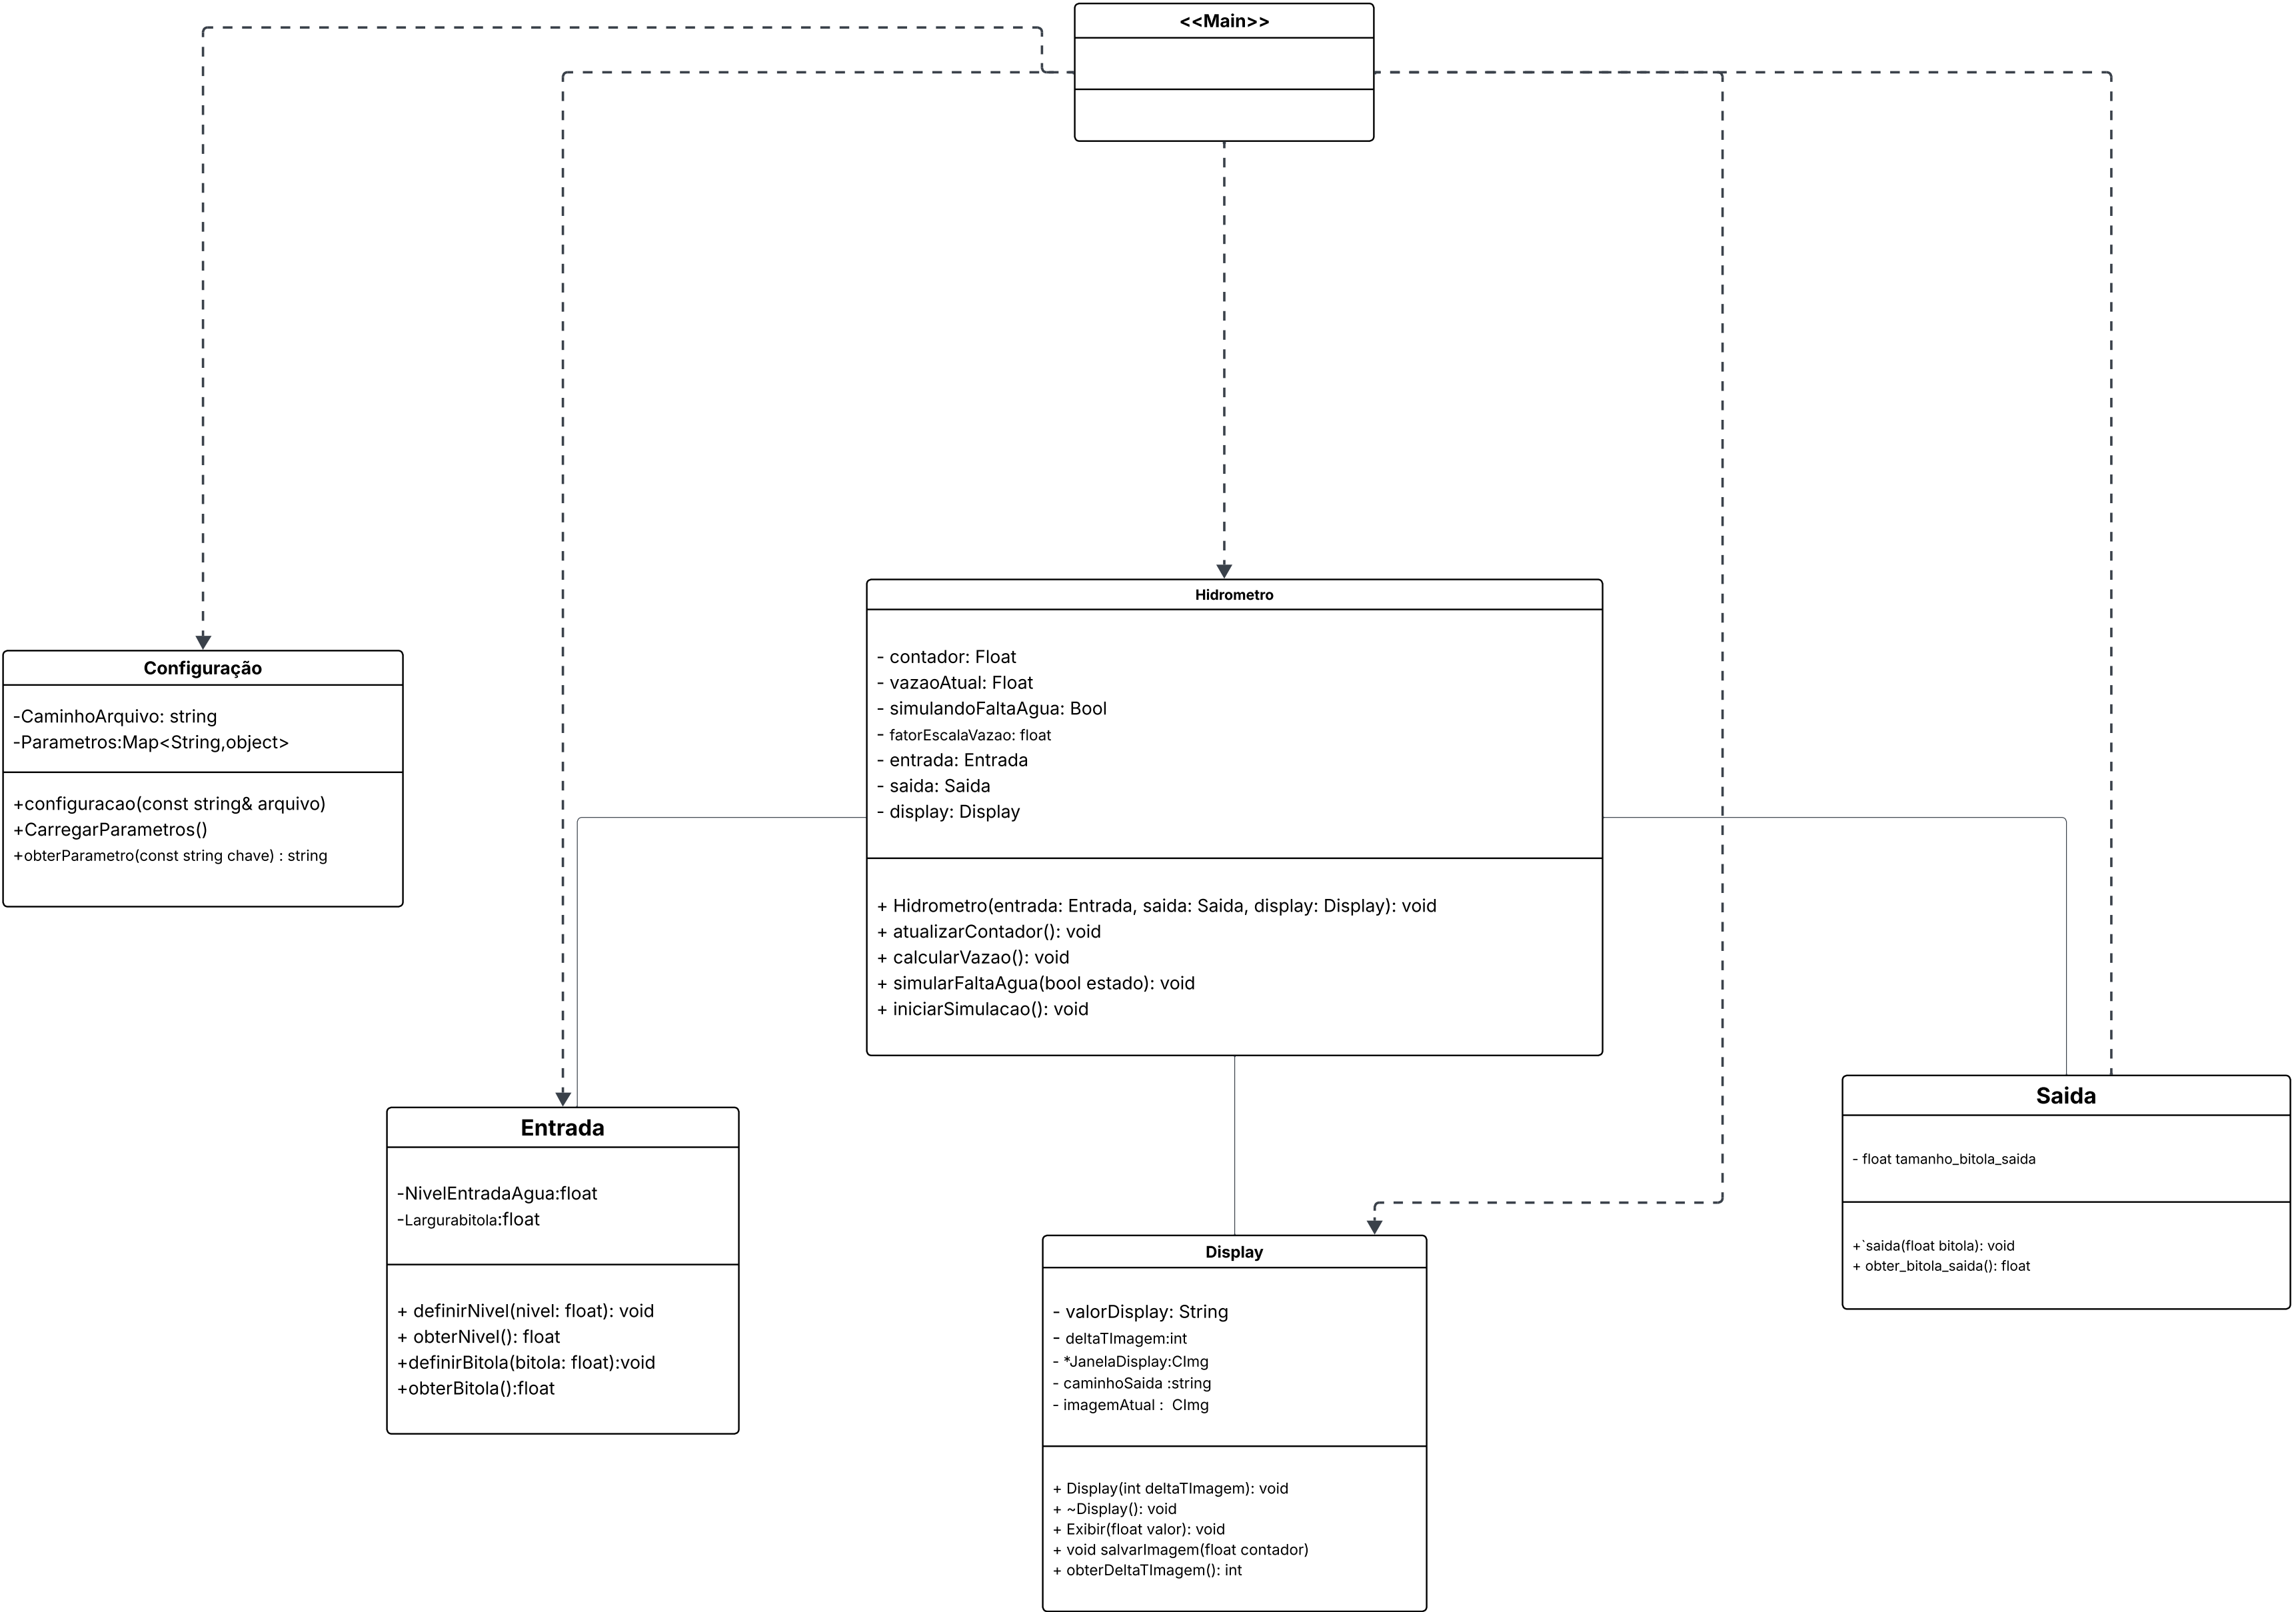 <<Main>>
Hidrometro
- contador: Float
- vazaoAtual: Float
- simulandoFaltaAgua: Bool
- fatorEscalaVazao: float
- entrada: Entrada
- saida: Saida
- display: Display
+ Hidrometro(entrada: Entrada, saida: Saida, display: Display): void
+ atualizarContador(): void
+ calcularVazao(): void
+ simularFaltaAgua(bool estado): void
+ iniciarSimulacao(): void
Configuração
-CaminhoArquivo: string
-Parametros:Map<String,object>
+configuracao(const string& arquivo)
+CarregarParametros()
+obterParametro(const string chave) : string
Entrada
-NivelEntradaAgua:float
-Largurabitola:float
+ definirNivel(nivel: float): void
+ obterNivel(): float
+definirBitola(bitola: float):void
+obterBitola():float
Display
- valorDisplay: String
- deltaTImagem:int
- *JanelaDisplay:CImg
- caminhoSaida :string
- imagemAtual :  CImg
+ Display(int deltaTImagem): void
+ ~Display(): void
+ Exibir(float valor): void
+ void salvarImagem(float contador)
+ obterDeltaTImagem(): int
Saida
- float tamanho_bitola_saida
+`saida(float bitola): void
+ obter_bitola_saida(): float